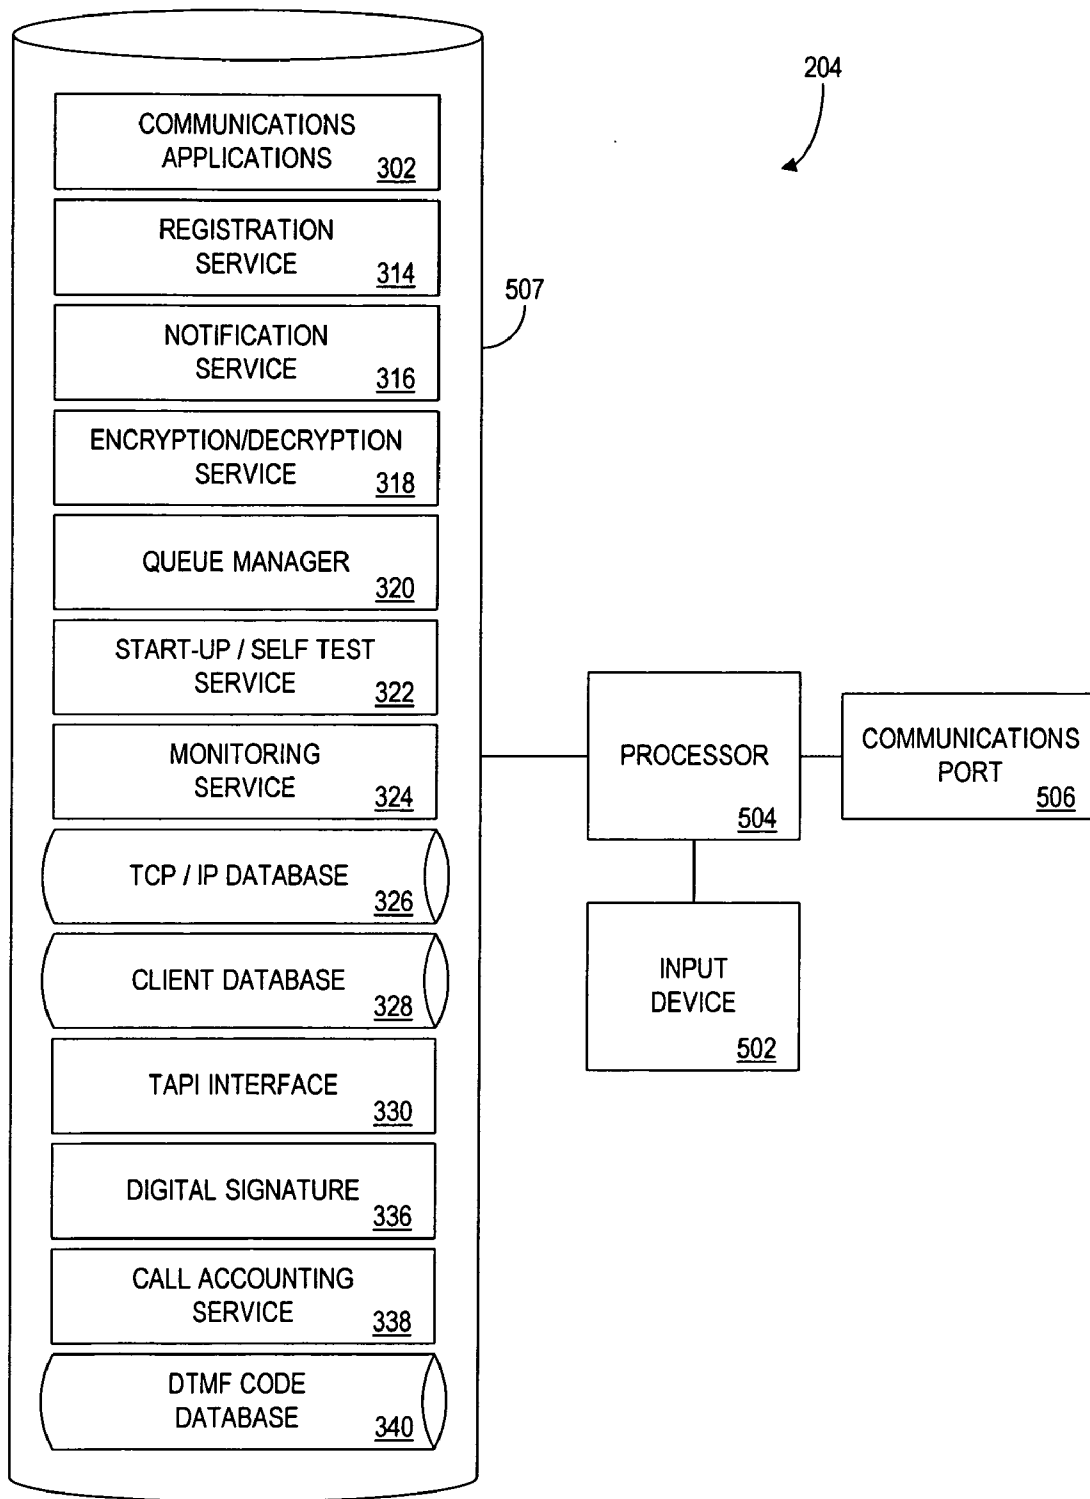 204
COMMUNICATIONS
APPLICATIONS
302
REGISTRATION
SERVICE
314
507
NOTIFICATION
SERVICE
316
ENCRYPTION/DECRYPTION
SERVICE
318
QUEUE MANAGER
320
START-UP / SELF TEST
SERVICE
322
MONITORING
SERVICE
324
PROCESSOR
504
COMMUNICATIONS
PORT
506
TCP / IP DATABASE
326
CLIENT DATABASE
328
INPUT
DEVICE
502
TAPI INTERFACE
330
DIGITAL SIGNATURE
336
CALL ACCOUNTING
SERVICE
338
DTMF CODE
DATABASE
340